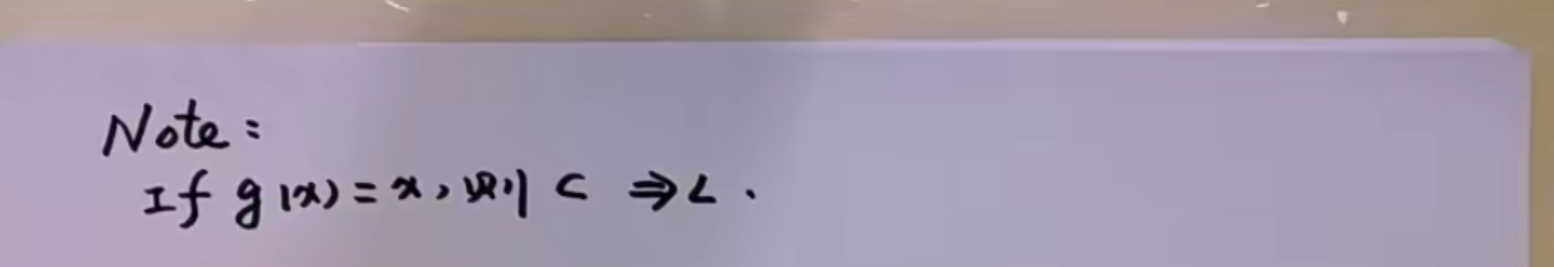 Note:
If g(x)=x,则 C ⇒ L.